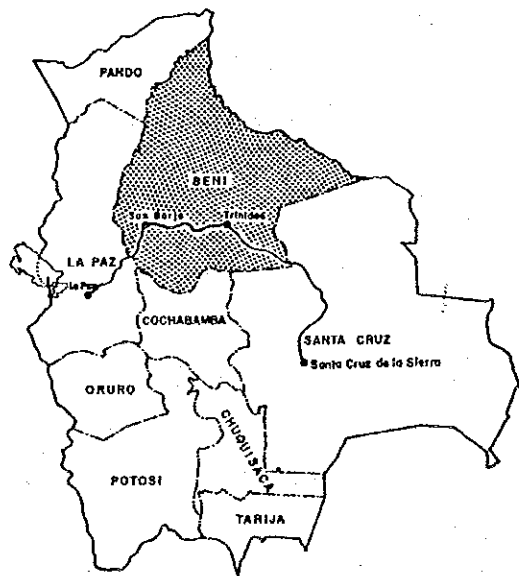 PANDO
BENI
San Borja
Trinidad
LA PAZ
La Paz
COCHABAMBA
SANTA CRUZ
Santa Cruz de la Sierra
ORURO
CHUQUISACA
POTOSI
TARIJA